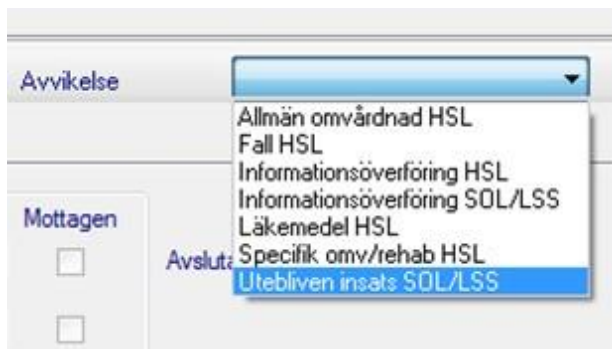 Avvikelse
Allmän omvårdnad HSL
Fall HSL
Informationsöverföring HSL
Informationsöverföring SOL/LSS
Läkemedel HSL
Mottagen
Specifik omv/rehab HSL
Utebliven insats SOL/LSS